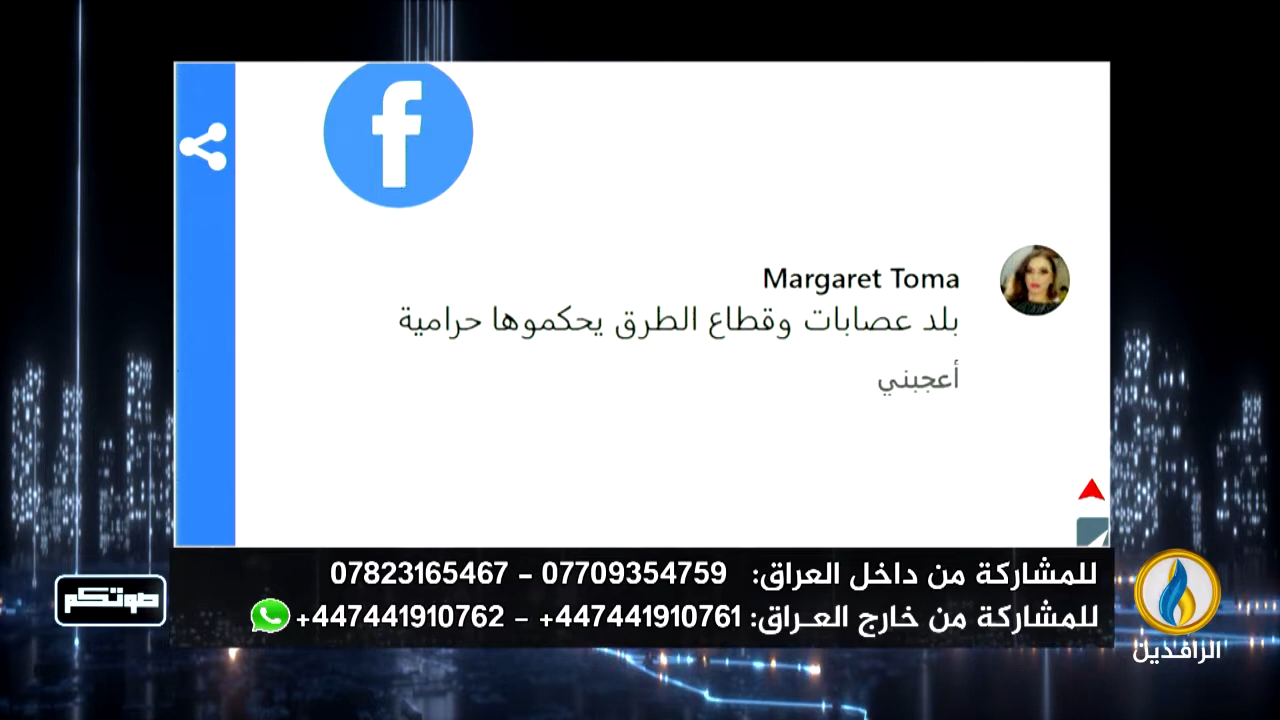 f
Margaret Toma
بلد عصابات وقطاع الطرق يحكموها حرامية
أعجبني
للمشاركة من داخل العراق: 07709354759 - 07823165467
للمشاركة من خارج العـراق: 447441910761+ - 447441910762+
صوتكم
الرافدين